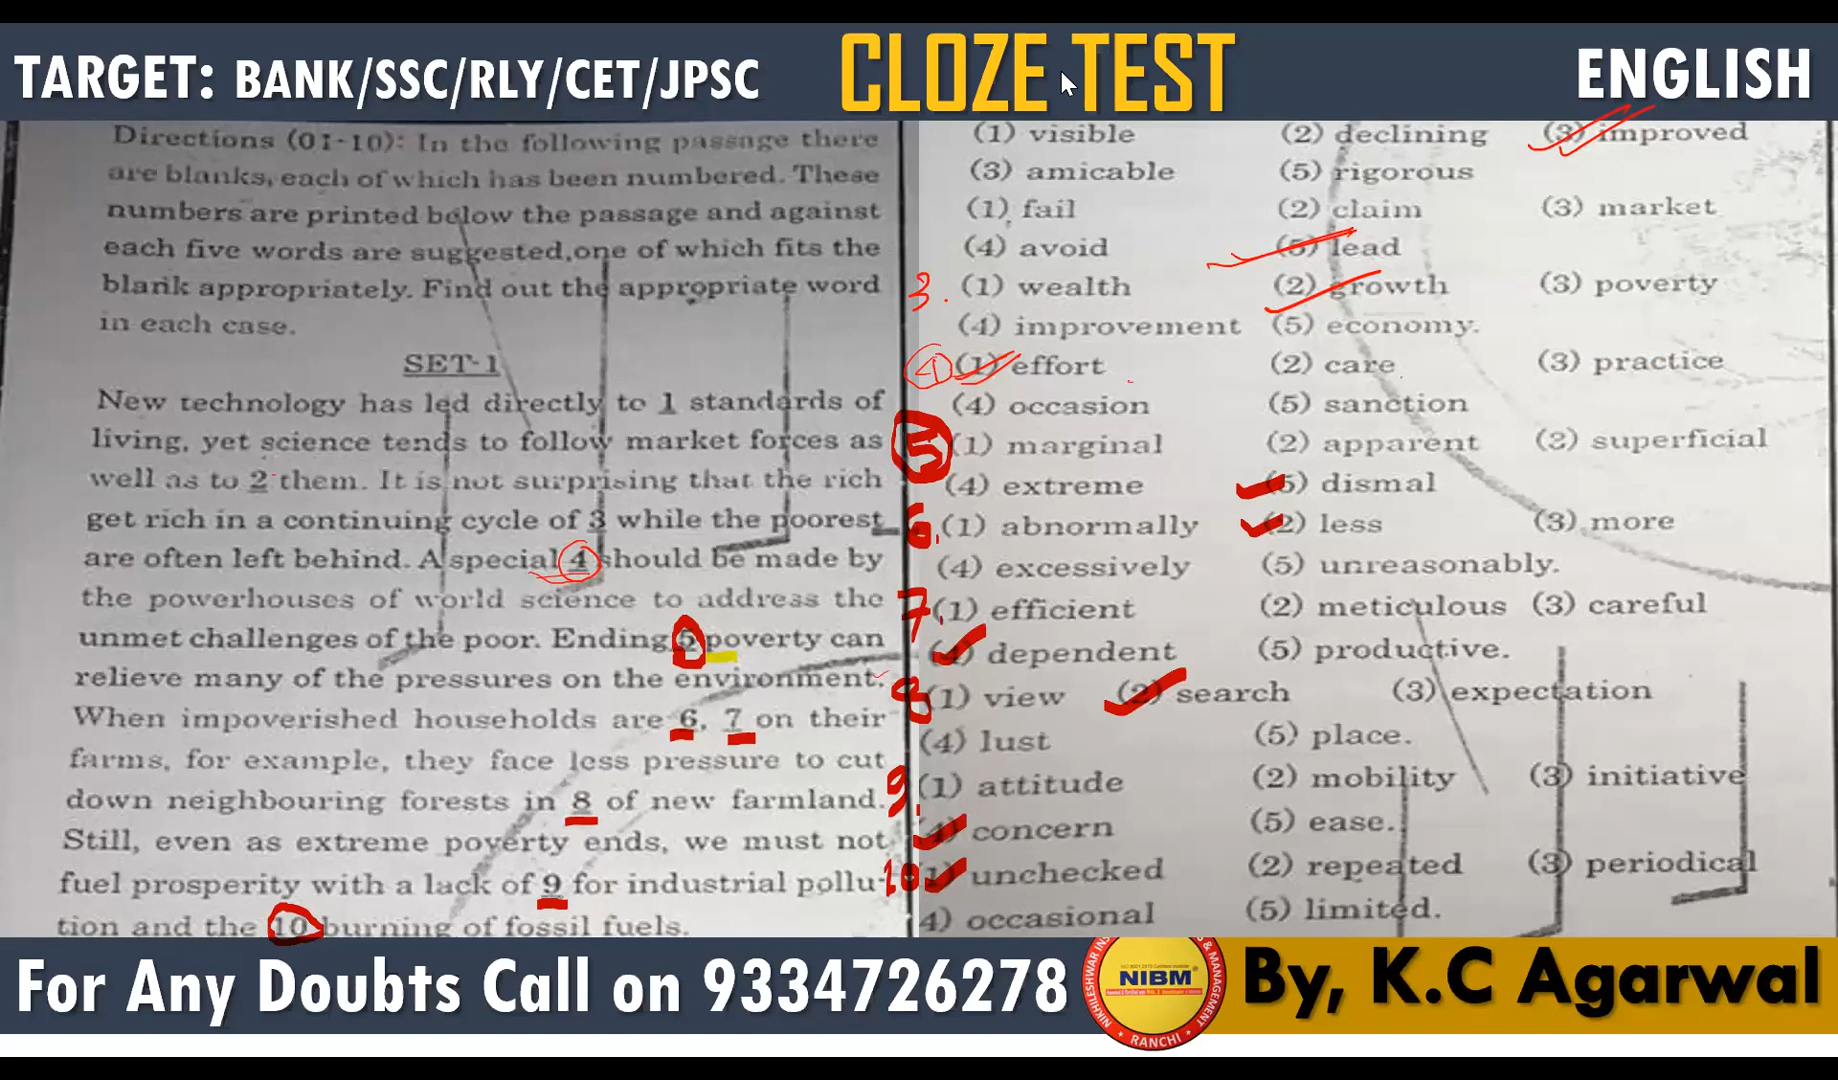 TARGET: BANK/SSC/RLY/CET/JPSC
CLOZE TEST
ENGLISH
Directions (01-10): In the following passage there
are blanks, each of which has been numbered. These
numbers are printed below the passage and against
each five words are suggested, one of which fits the
blank appropriately. Find out the appropriate word
in each case.
SET-1
New technology has led directly to 1 standards of
living, yet science tends to follow market forces as
well as to 2 them. It is not surprising that the rich
get rich in a continuing cycle of 3 while the poorest
are often left behind. A special 4 should be made by
the powerhouses of world science to address the
unmet challenges of the poor. Ending 5 poverty can
relieve many of the pressures on the environment.
When impoverished households are 6, 7 on their
farms, for example, they face less pressure to cut
down neighbouring forests in 8 of new farmland.
Still, even as extreme poverty ends, we must not
fuel prosperity with a lack of 9 for industrial pollu-
tion and the 10 burning of fossil fuels.
(1) visible (2) declining (3) improved
(3) amicable (5) rigorous
(1) fail (2) claim (3) market
(4) avoid (5) lead
3. (1) wealth (2) growth (3) poverty
(4) improvement (5) economy.
4 (1) effort (2) care (3) practice
(4) occasion (5) sanction
5 (1) marginal (2) apparent (3) superficial
(4) extreme (5) dismal
6. (1) abnormally (2) less (3) more
(4) excessively (5) unreasonably.
7. (1) efficient (2) meticulous (3) careful
(4) dependent (5) productive.
8 (1) view (2) search (3) expectation
(4) lust (5) place.
9. (1) attitude (2) mobility (3) initiative
(4) concern (5) ease.
10 (1) unchecked (2) repeated (3) periodical
4) occasional (5) limited.
For Any Doubts Call on 9334726278
NIBM
RANCHI
By, K.C Agarwal